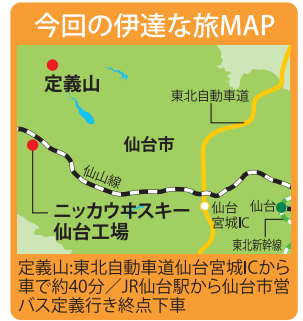 今回の伊達な旅MAP
定義山
東北自動車道
仙台市
仙山線
ニッカウヰスキー
仙台工場
仙台
宮城IC
仙台
東北新幹線
定義山:東北自動車道仙台宮城ICから
車で約40分／JR仙台駅から仙台市営
バス定義行き終点下車